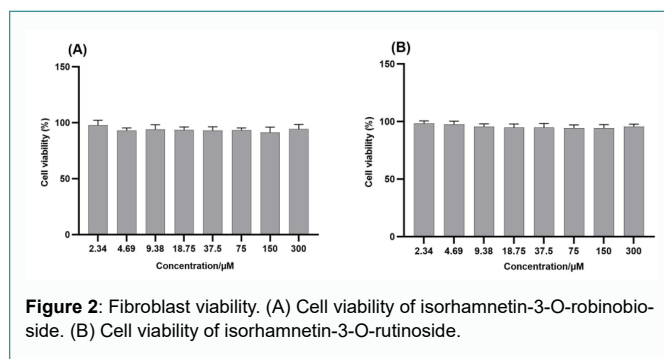 (A)
150
100
50
0
Cell viability (%)
2.34 4.69 9.38 18.75 37.5 75 150 300
Concentration/µM
(B)
150
100
50
0
Cell viability (%)
2.34 4.69 9.38 18.75 37.5 75 150 300
Concentration/µM
Figure 2: Fibroblast viability. (A) Cell viability of isorhamnetin-3-O-robinobio-
side. (B) Cell viability of isorhamnetin-3-O-rutinoside.